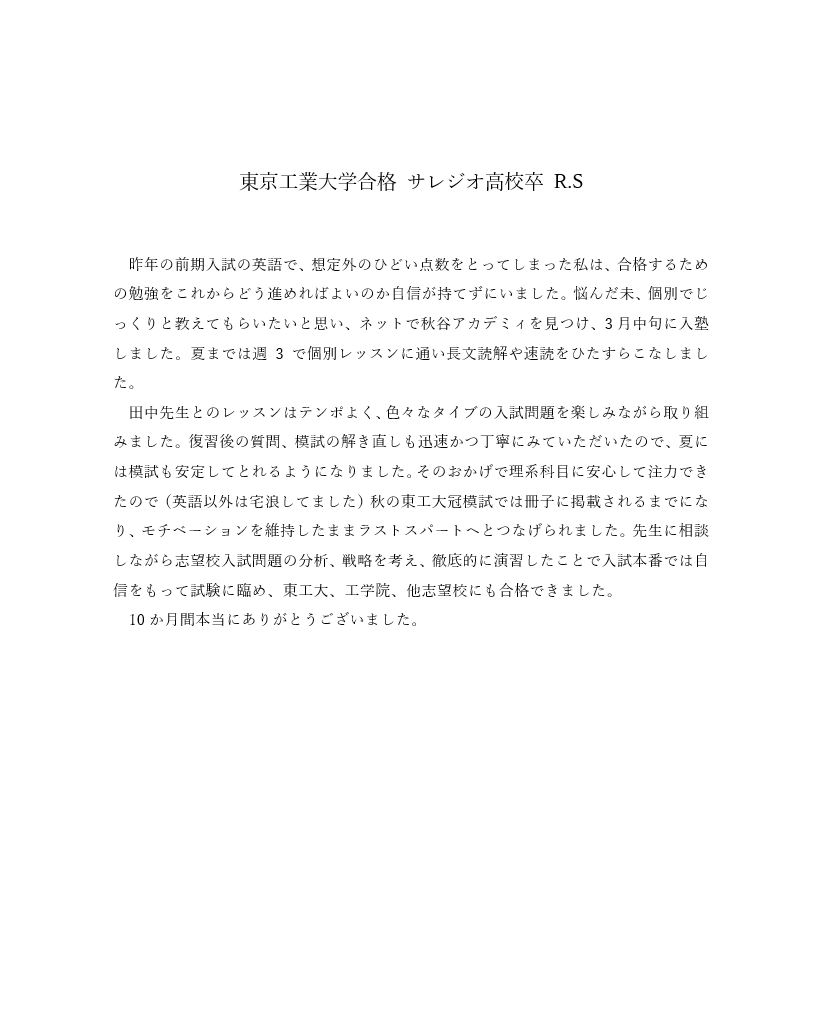 東京工業大学合格 サレジオ高校卒 R.S
昨年の前期入試の英語で、想定外のひどい点数をとってしまった私は、合格するため
の勉強をこれからどう進めればよいのか自信が持てずにいました。悩んだ未、個別でじ
っくりと教えてもらいたいと思い、ネットで秋谷アカデミィを見つけ、3月中旬に入塾
しました。夏までは週 3 で個別レッスンに通い長文読解や速読をひたすらこなしまし
た。
田中先生とのレッスンはテンポよく、色々なタイプの入試問題を楽しみながら取り組
みました。復習後の質問、模試の解き直しも迅速かつ丁寧にみていただいたので、夏に
は模試も安定してとれるようになりました。そのおかげで理系科目に安心して注力でき
たので（英語以外は宅浪してました）秋の東工大冠模試では冊子に掲載されるまでにな
り、モチベーションを維持したままラストスパートへとつなげられました。先生に相談
しながら志望校入試問題の分析、戦略を考え、徹底的に演習したことで入試本番では自
信をもって試験に臨め、東工大、工学院、他志望校にも合格できました。
10か月間本当にありがとうございました。